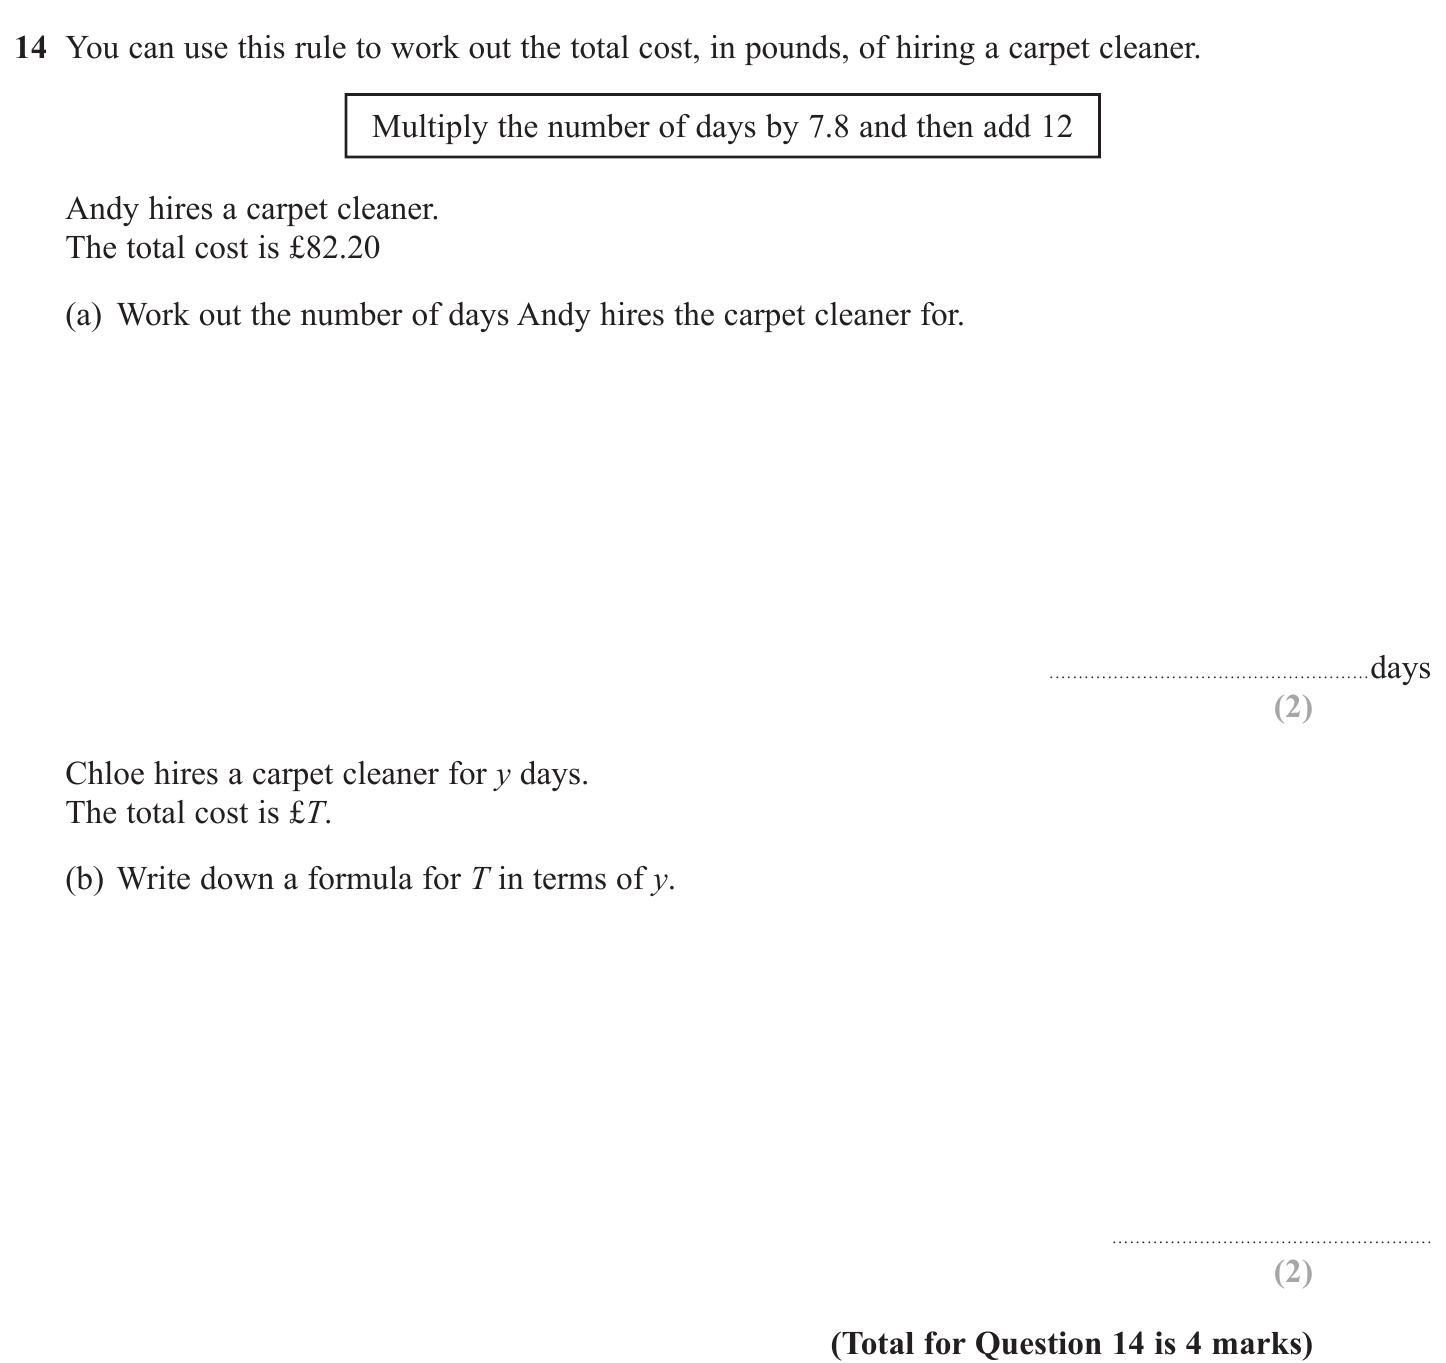 14 You can use this rule to work out the total cost, in pounds, of hiring a carpet cleaner.
Multiply the number of days by 7.8 and then add 12
Andy hires a carpet cleaner.
The total cost is £82.20
(a) Work out the number of days Andy hires the carpet cleaner for.
......................................................days
(2)
Chloe hires a carpet cleaner for y days.
The total cost is £T.
(b) Write down a formula for T in terms of y.
......................................................
(2)
(Total for Question 14 is 4 marks)